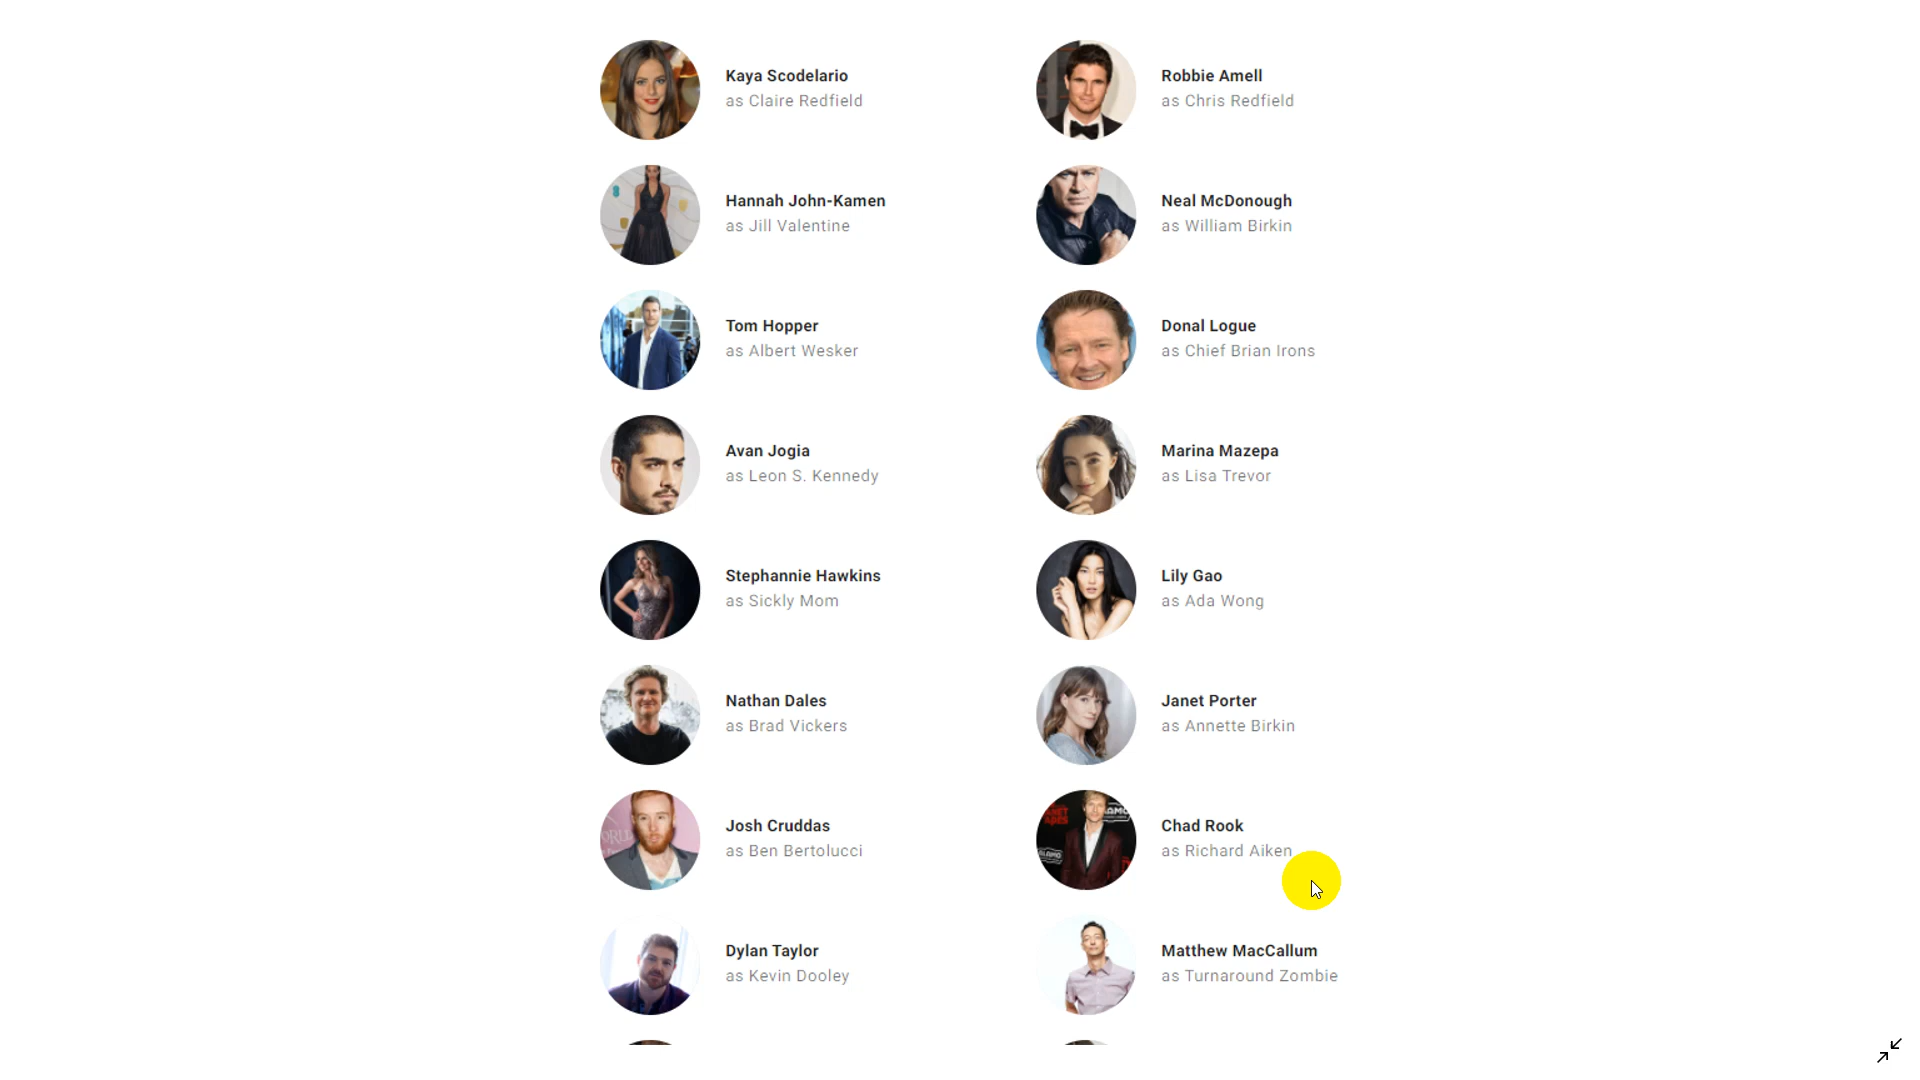 Kaya Scodelario
as Claire Redfield
Robbie Amell
as Chris Redfield
Hannah John-Kamen
as Jill Valentine
Neal McDonough
as William Birkin
Tom Hopper
as Albert Wesker
Donal Logue
as Chief Brian Irons
Avan Jogia
as Leon S. Kennedy
Marina Mazepa
as Lisa Trevor
Stephannie Hawkins
as Sickly Mom
Lily Gao
as Ada Wong
Nathan Dales
as Brad Vickers
Janet Porter
as Annette Birkin
Josh Cruddas
as Ben Bertolucci
Chad Rook
as Richard Aiken
Dylan Taylor
as Kevin Dooley
Matthew MacCallum
as Turnaround Zombie